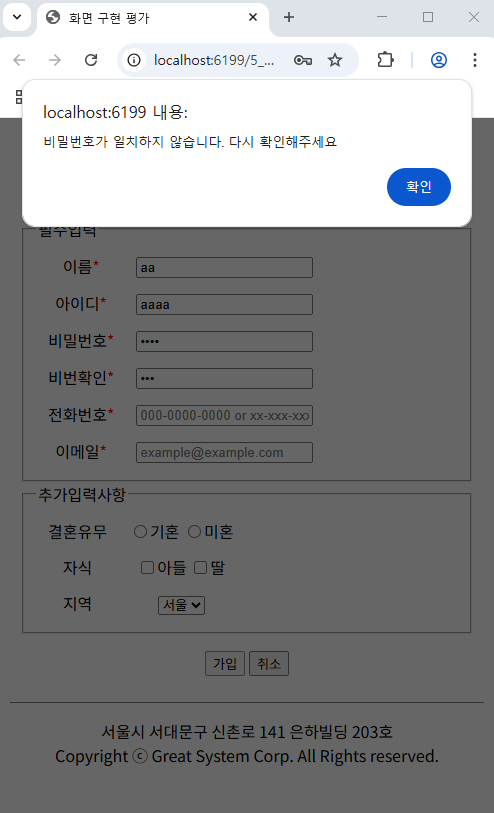 화면 구현 평가
localhost:6199/5_...
localhost:6199 내용:
비밀번호가 일치하지 않습니다. 다시 확인해주세요
확인
필수입력
이름* aa
아이디* aaaa
비밀번호* ••••
비번확인* •••
전화번호* 000-0000-0000 or xx-xxx-xx
이메일* example@example.com
추가입력사항
결혼유무 기혼 미혼
자식 아들 딸
지역 서울
가입 취소
서울시 서대문구 신촌로 141 은하빌딩 203호
Copyright ⓒ Great System Corp. All Rights reserved.